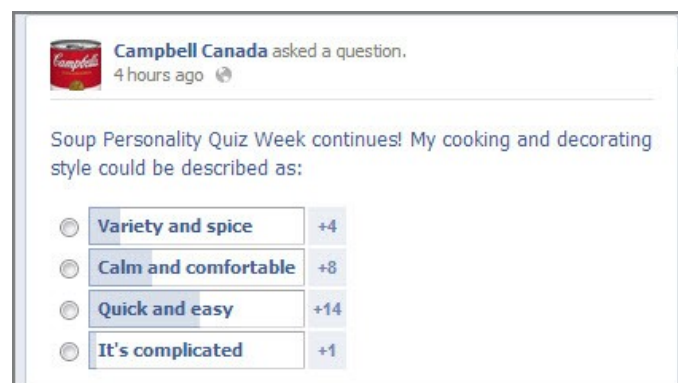 Campbell's
Campbell Canada asked a question.
4 hours ago
Soup Personality Quiz Week continues! My cooking and decorating
style could be described as:
Variety and spice +4
Calm and comfortable +8
Quick and easy +14
It's complicated +1